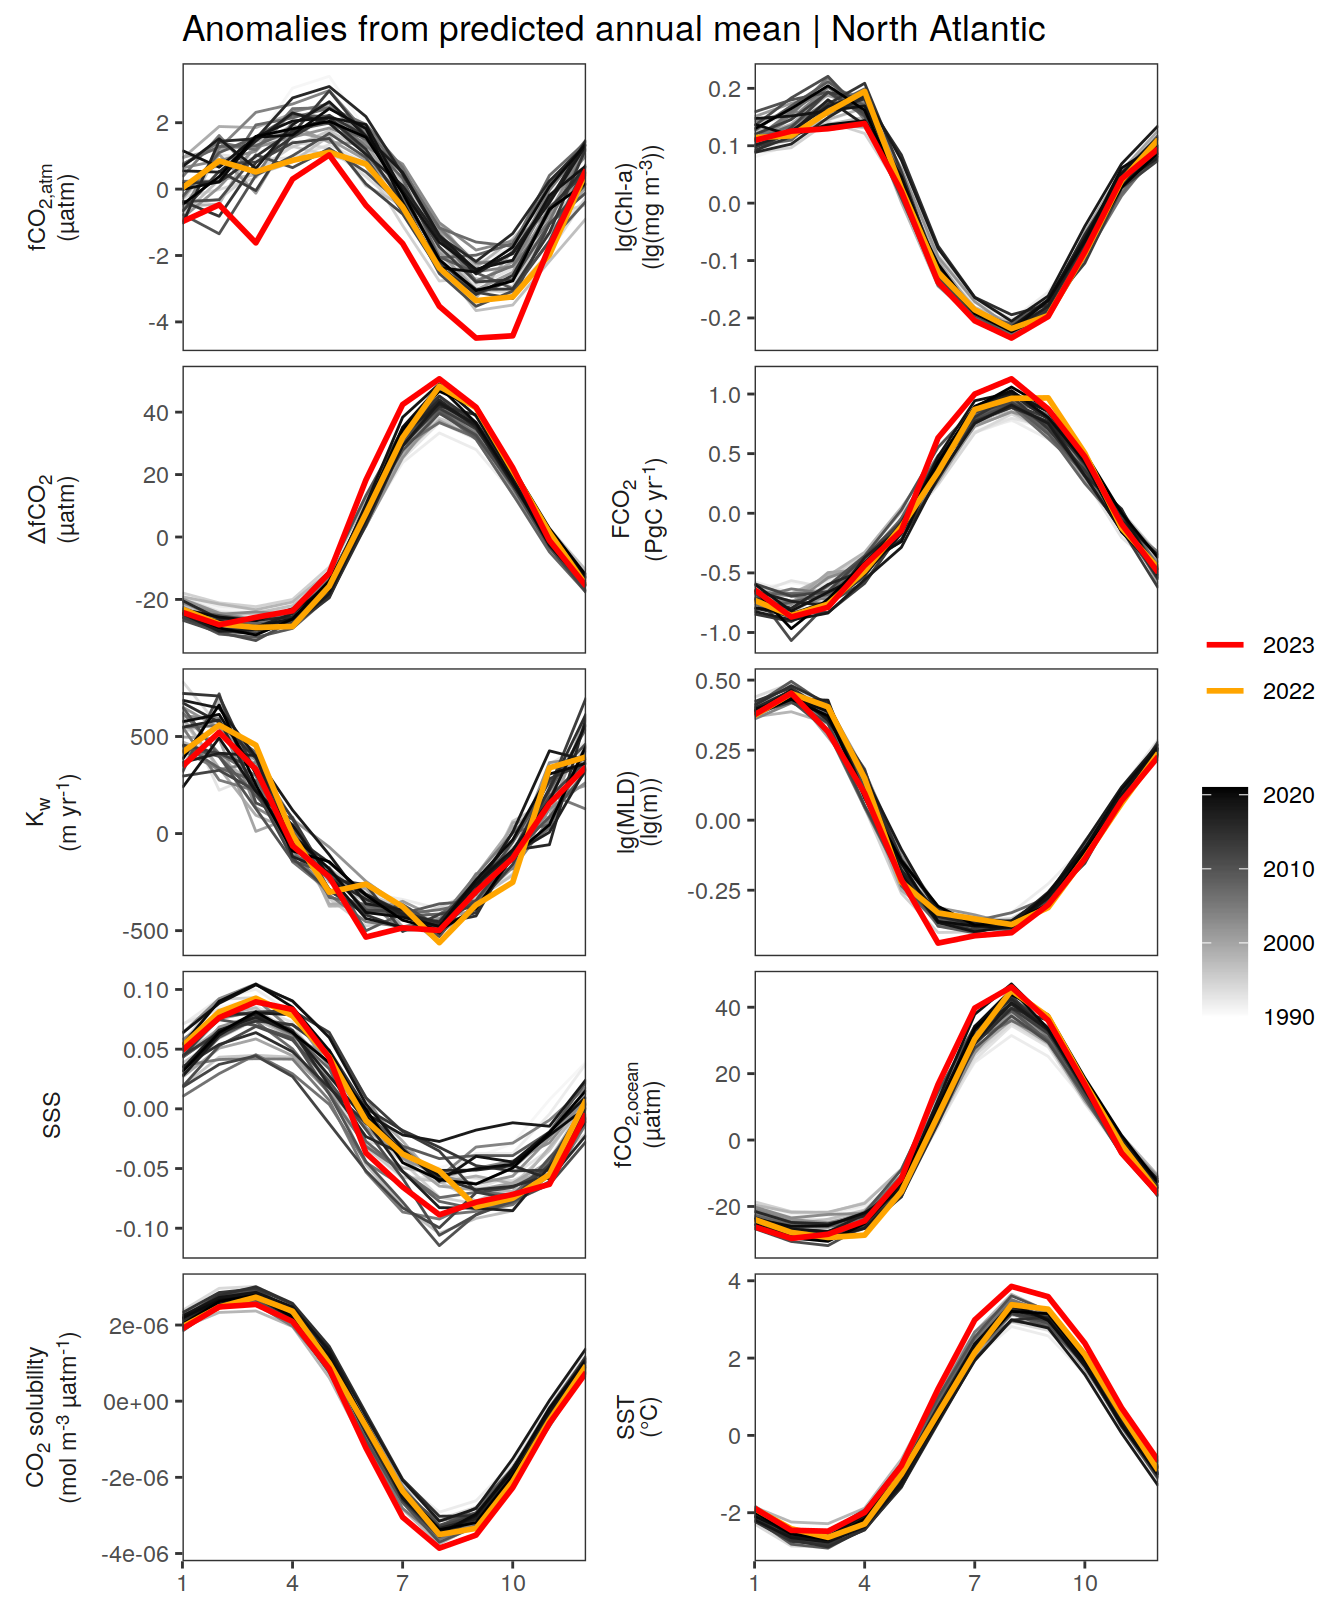 Anomalies from predicted annual mean | North Atlantic
fCO2,atm
(µatm)
2
0
-2
-4
lg(Chl-a)
(lg(mg m-3))
0.2
0.1
0.0
-0.1
-0.2
ΔfCO2
(µatm)
40
20
0
-20
FCO2
(PgC yr-1)
1.0
0.5
0.0
-0.5
-1.0
Kw
(m yr-1)
500
0
-500
lg(MLD)
(lg(m))
0.50
0.25
0.00
-0.25
SSS
0.10
0.05
0.00
-0.05
-0.10
fCO2,ocean
(µatm)
40
20
0
-20
CO2 solubility
(mol m-3 µatm-1)
2e-06
0e+00
-2e-06
-4e-06
1 4 7 10
SST
(°C)
4
2
0
-2
1 4 7 10
2023
2022
2020
2010
2000
1990